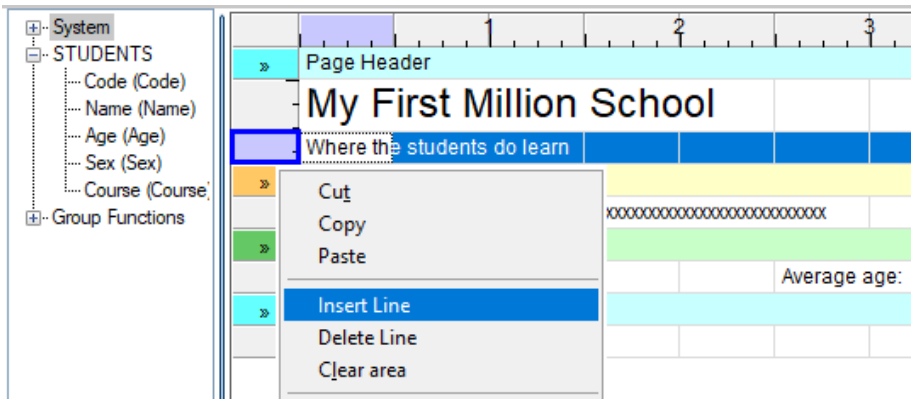 System
STUDENTS
Code (Code)
Name (Name)
Age (Age)
Sex (Sex)
Course (Course)
Group Functions
1 2 3
» Page Header
My First Million School
Where the students do learn
»
xxxxxxxxxxxxxxxxxxxxxxxxxxx
»
Average age:
»
Cut
Copy
Paste
Insert Line
Delete Line
Clear area